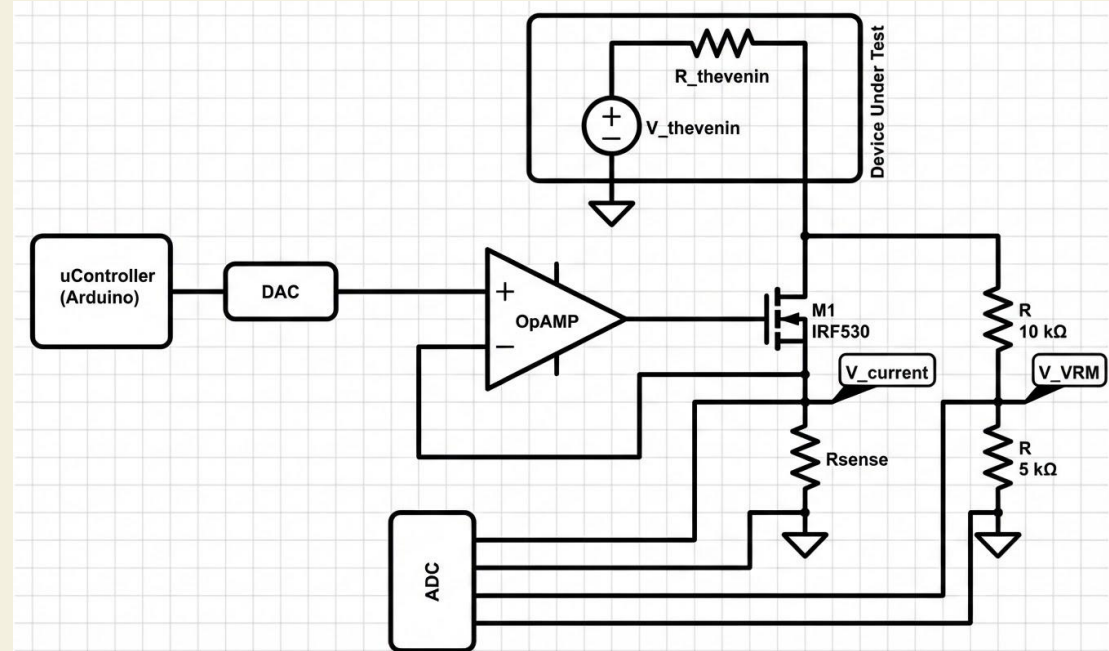 R_thevenin
+
−
V_thevenin
Device Under Test
uController
(Arduino)
DAC
+
−
OpAMP
M1
IRF530
R
10 kΩ
V_current
V_VRM
Rsense
R
5 kΩ
ADC